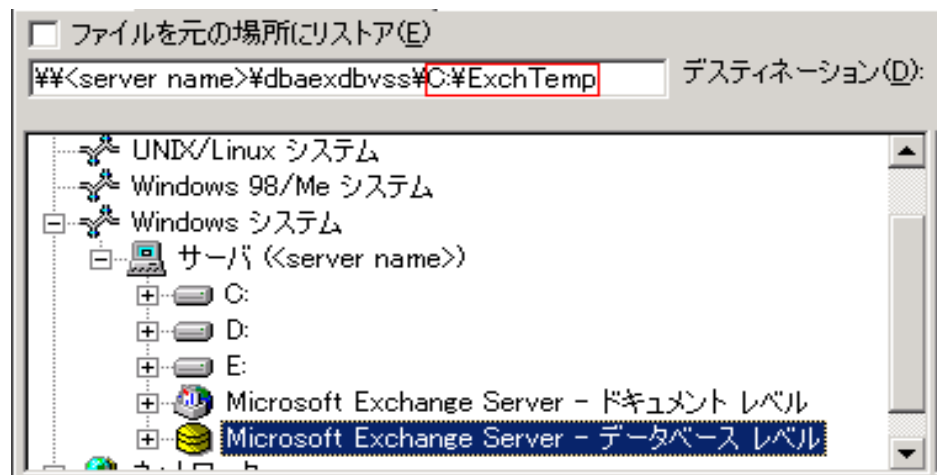 ファイルを元の場所にリストア(E)
¥¥<server name>¥dbaexdbvss¥C:¥ExchTemp デスティネーション(D):
UNIX/Linux システム
Windows 98/Me システム
Windows システム
サーバ (<server name>)
C:
D:
E:
Microsoft Exchange Server - ドキュメント レベル
Microsoft Exchange Server - データベース レベル